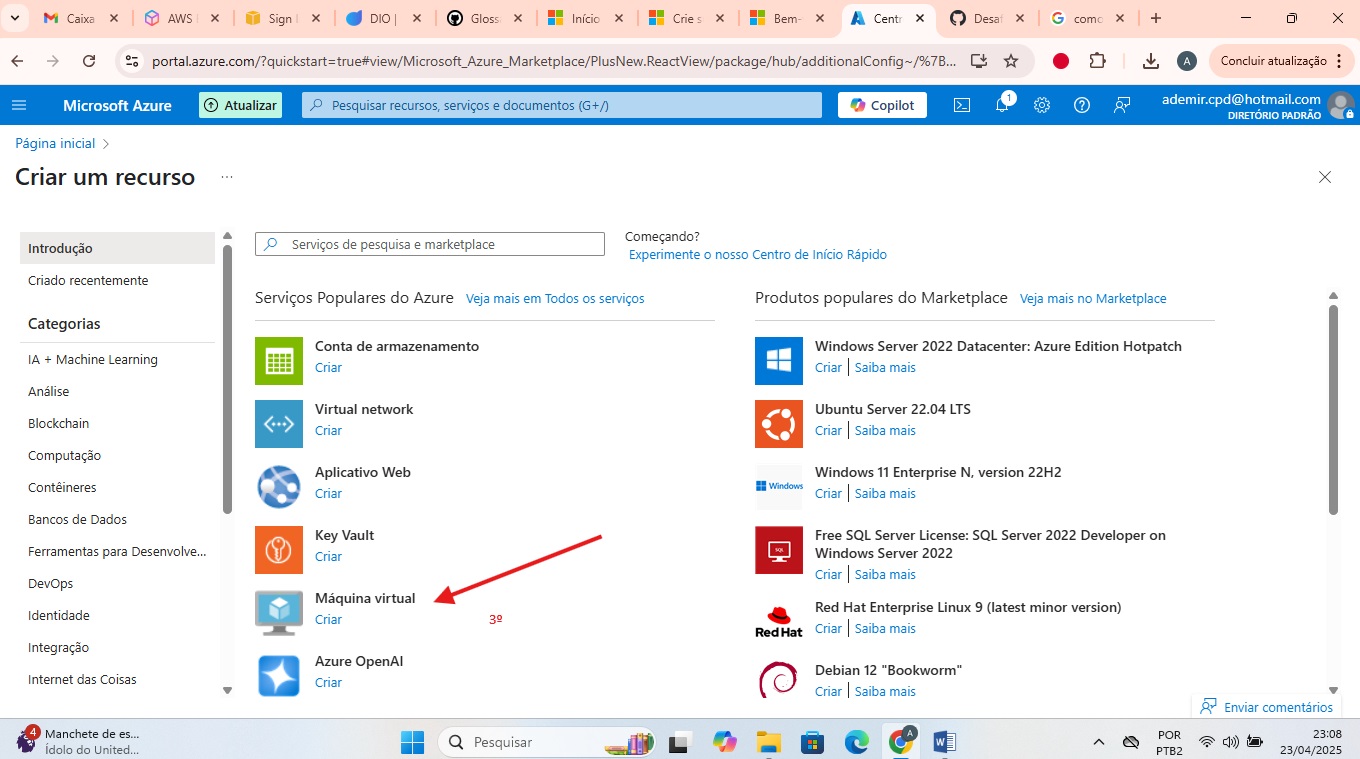 Caixa
AWS
Sign
DIO |
Gloss
Início
Crie s
Bem-
Centr
Desaf
como
portal.azure.com/?quickstart=true#view/Microsoft_Azure_Marketplace/PlusNew.ReactView/package/hub/additionalConfig~/%7B...
A
Concluir atualização
Microsoft Azure
Atualizar
Pesquisar recursos, serviços e documentos (G+/)
Copilot
1
ademir.cpd@hotmail.com
DIRETÓRIO PADRÃO
Página inicial
Criar um recurso
...
Introdução
Criado recentemente
Categorias
IA + Machine Learning
Análise
Blockchain
Computação
Contêineres
Bancos de Dados
Ferramentas para Desenvolve...
DevOps
Identidade
Integração
Internet das Coisas
Serviços de pesquisa e marketplace
Começando?
Experimente o nosso Centro de Início Rápido
Serviços Populares do Azure Veja mais em Todos os serviços
Conta de armazenamento
Criar
Virtual network
Criar
Aplicativo Web
Criar
Key Vault
Criar
Máquina virtual
Criar
3º
Azure OpenAI
Criar
Produtos populares do Marketplace Veja mais no Marketplace
Windows Server 2022 Datacenter: Azure Edition Hotpatch
Criar | Saiba mais
Ubuntu Server 22.04 LTS
Criar | Saiba mais
Windows
Windows 11 Enterprise N, version 22H2
Criar | Saiba mais
SQL
Free SQL Server License: SQL Server 2022 Developer on
Windows Server 2022
Criar | Saiba mais
Red Hat
Red Hat Enterprise Linux 9 (latest minor version)
Criar | Saiba mais
Debian 12 "Bookworm"
Criar | Saiba mais
Enviar comentários
4
Manchete de es...
Ídolo do United...
Pesquisar
A
POR
PTB2
23:08
23/04/2025